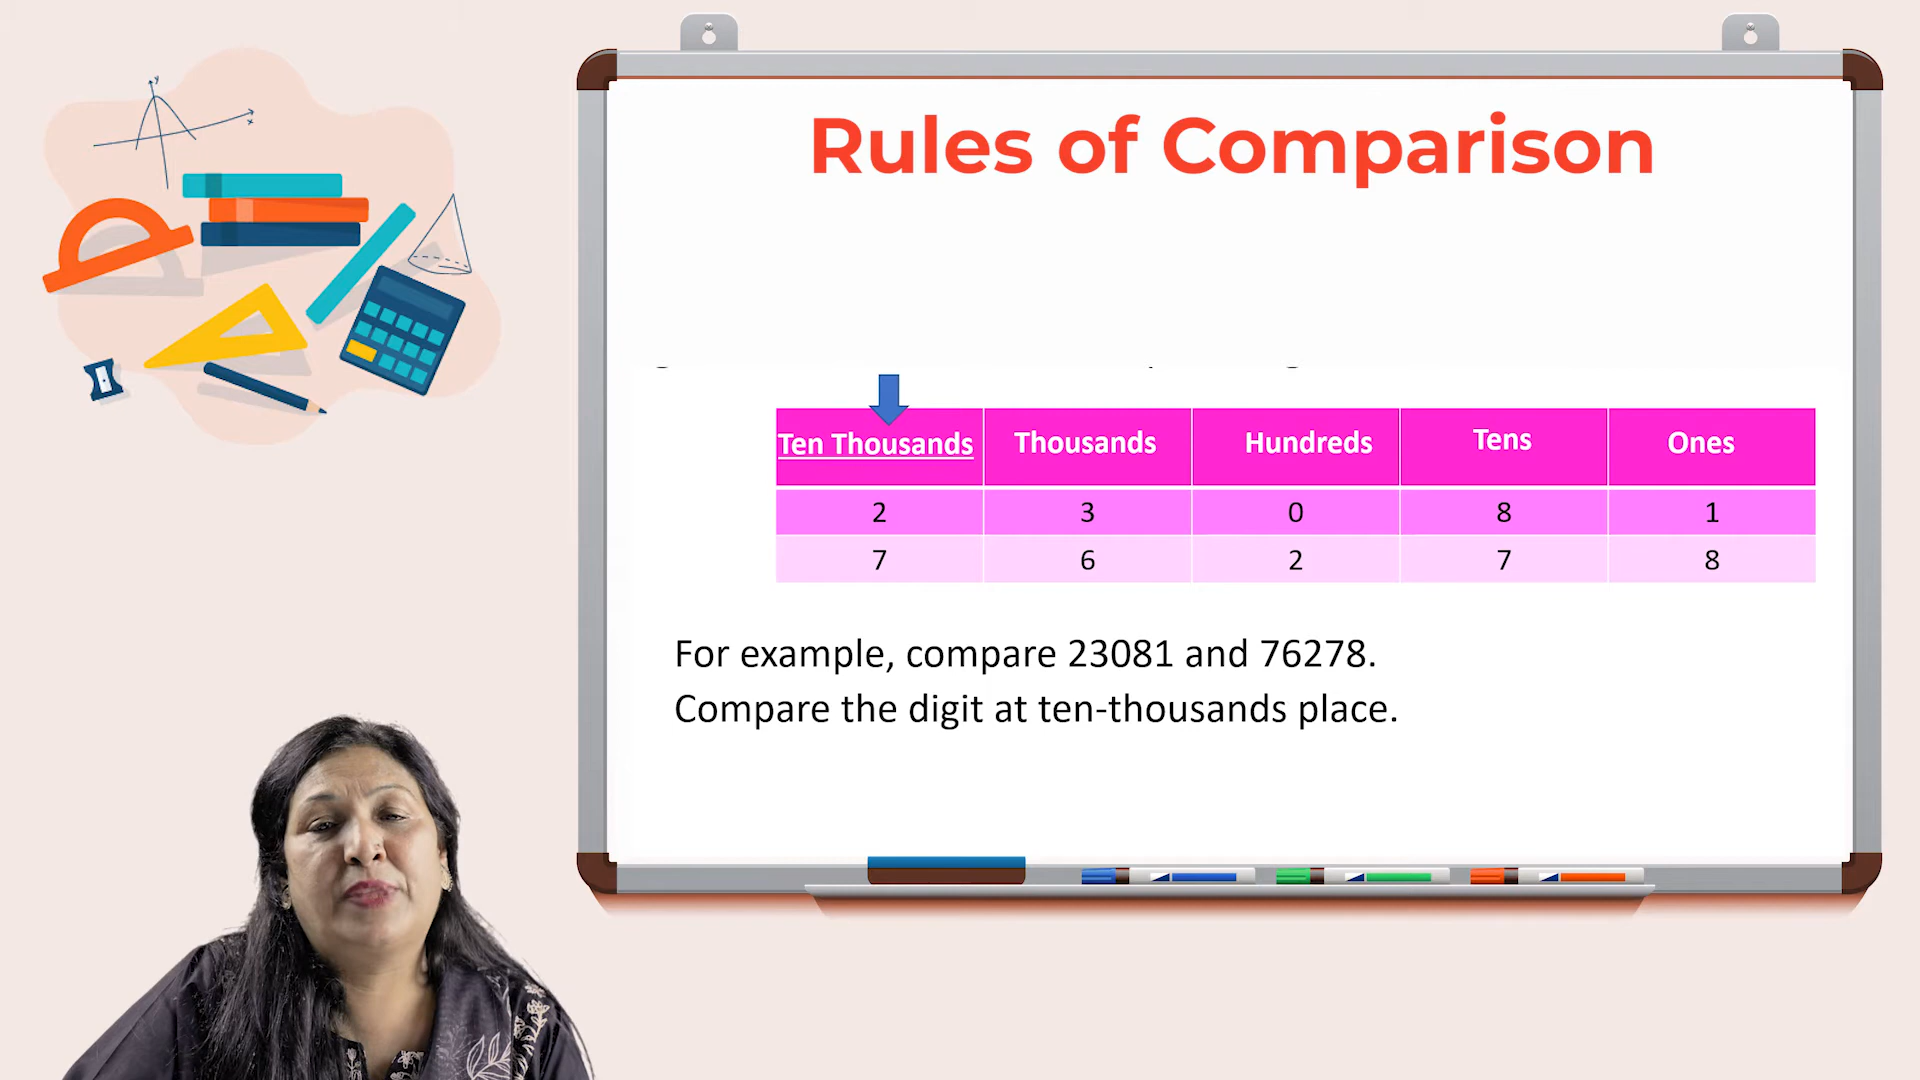 y
x
Rules of Comparison
Ten Thousands Thousands Hundreds Tens Ones
2 3 0 8 1
7 6 2 7 8
For example, compare 23081 and 76278.
Compare the digit at ten-thousands place.